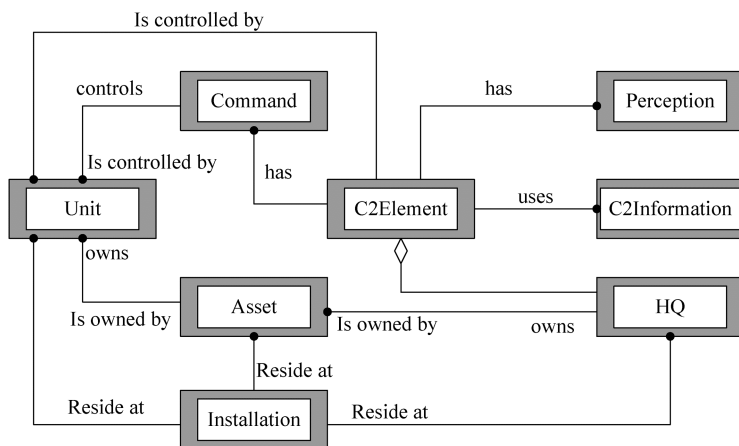 Is controlled by
controls
Command
has
Perception
Is controlled by
has
Unit
C2Element
uses
C2Information
owns
Is owned by
Asset
Is owned by
owns
HQ
Reside at
Reside at
Installation
Reside at